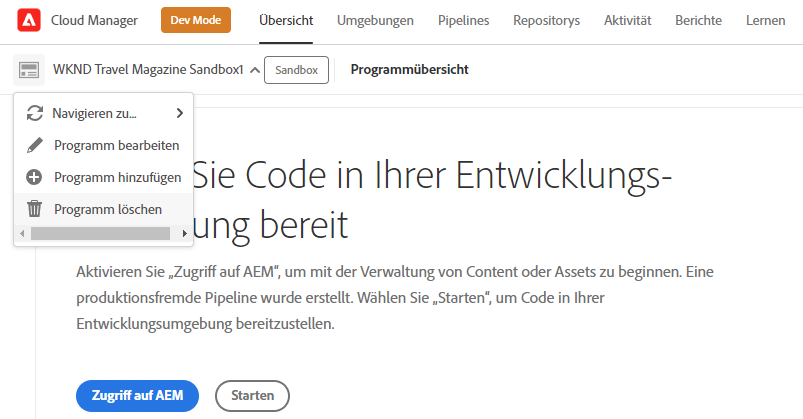 Cloud Manager Dev Mode Übersicht Umgebungen Pipelines Repositorys Aktivität Berichte Lernen
WKND Travel Magazine Sandbox1 Sandbox Programmübersicht
Navigieren zu...
Programm bearbeiten
Programm hinzufügen
Programm löschen
Sie Code in Ihrer Entwicklungs-
ung bereit
Aktivieren Sie „Zugriff auf AEM“, um mit der Verwaltung von Content oder Assets zu beginnen. Eine
produktionsfremde Pipeline wurde erstellt. Wählen Sie „Starten“, um Code in Ihrer
Entwicklungsumgebung bereitzustellen.
Zugriff auf AEM Starten